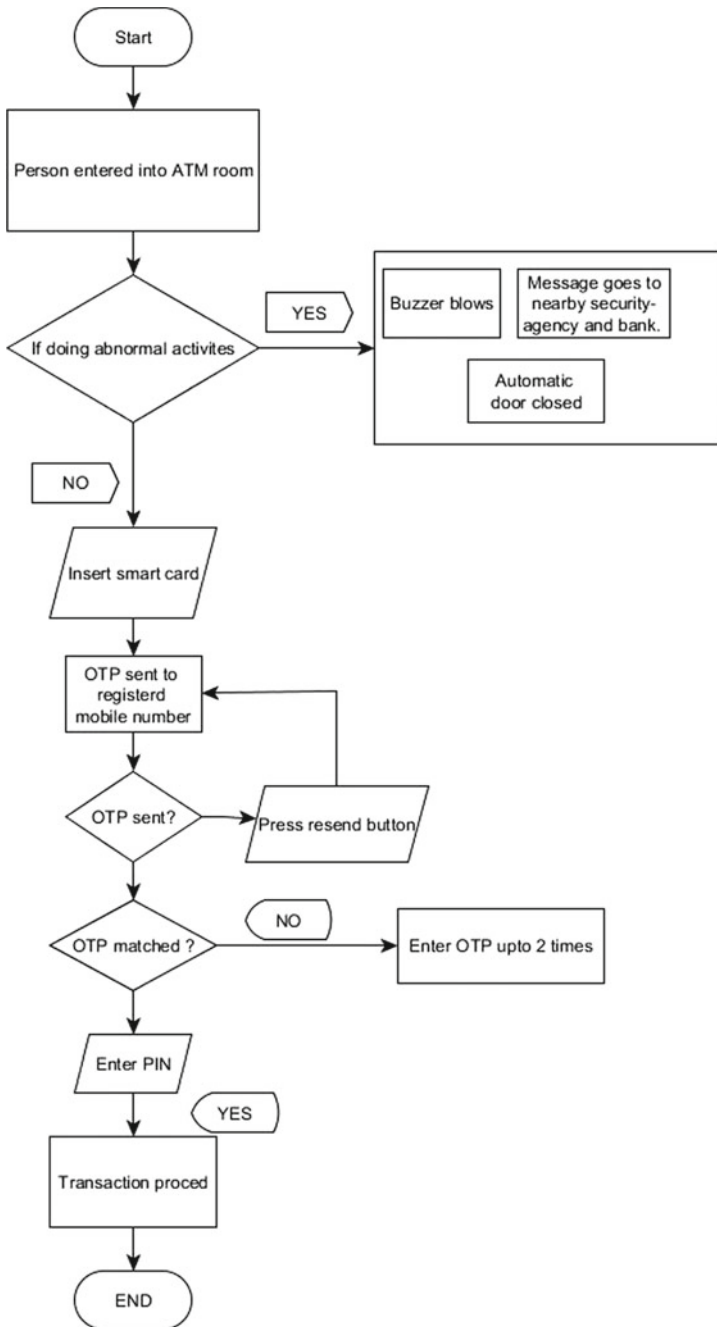 Start
Person entered into ATM room
If doing abnormal activites
YES
Buzzer blows
Message goes to
nearby security-
agency and bank.
Automatic
door closed
NO
Insert smart card
OTP sent to
registerd
mobile number
OTP sent?
Press resend button
OTP matched ?
NO
Enter OTP upto 2 times
Enter PIN
YES
Transaction proced
END